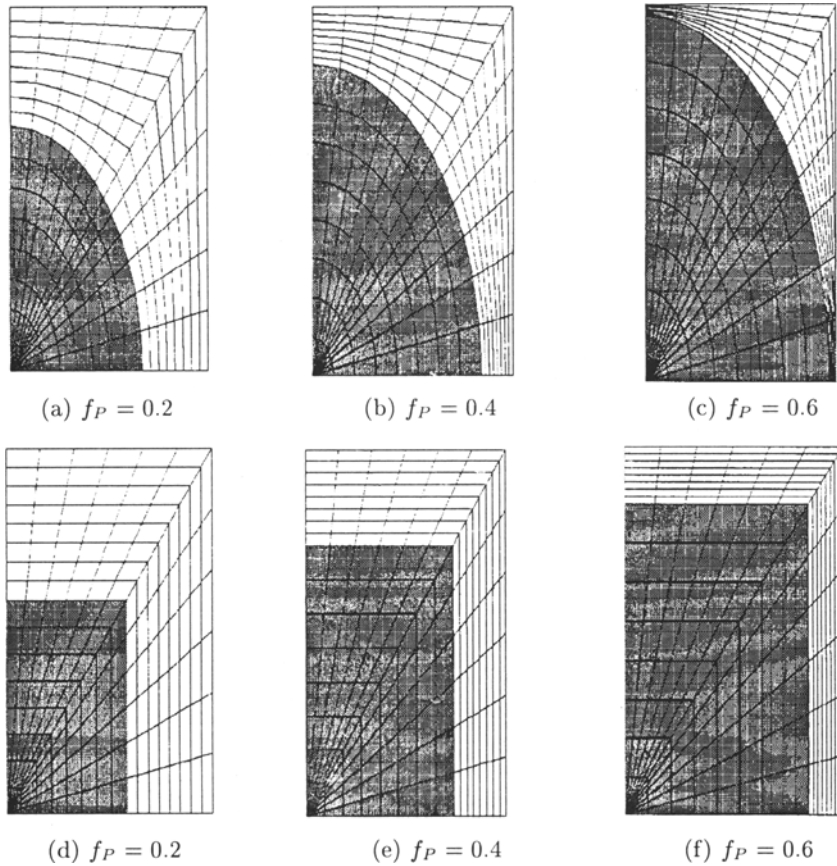 (a) f_P = 0.2
(b) f_P = 0.4
(c) f_P = 0.6
(d) f_P = 0.2
(e) f_P = 0.4
(f) f_P = 0.6